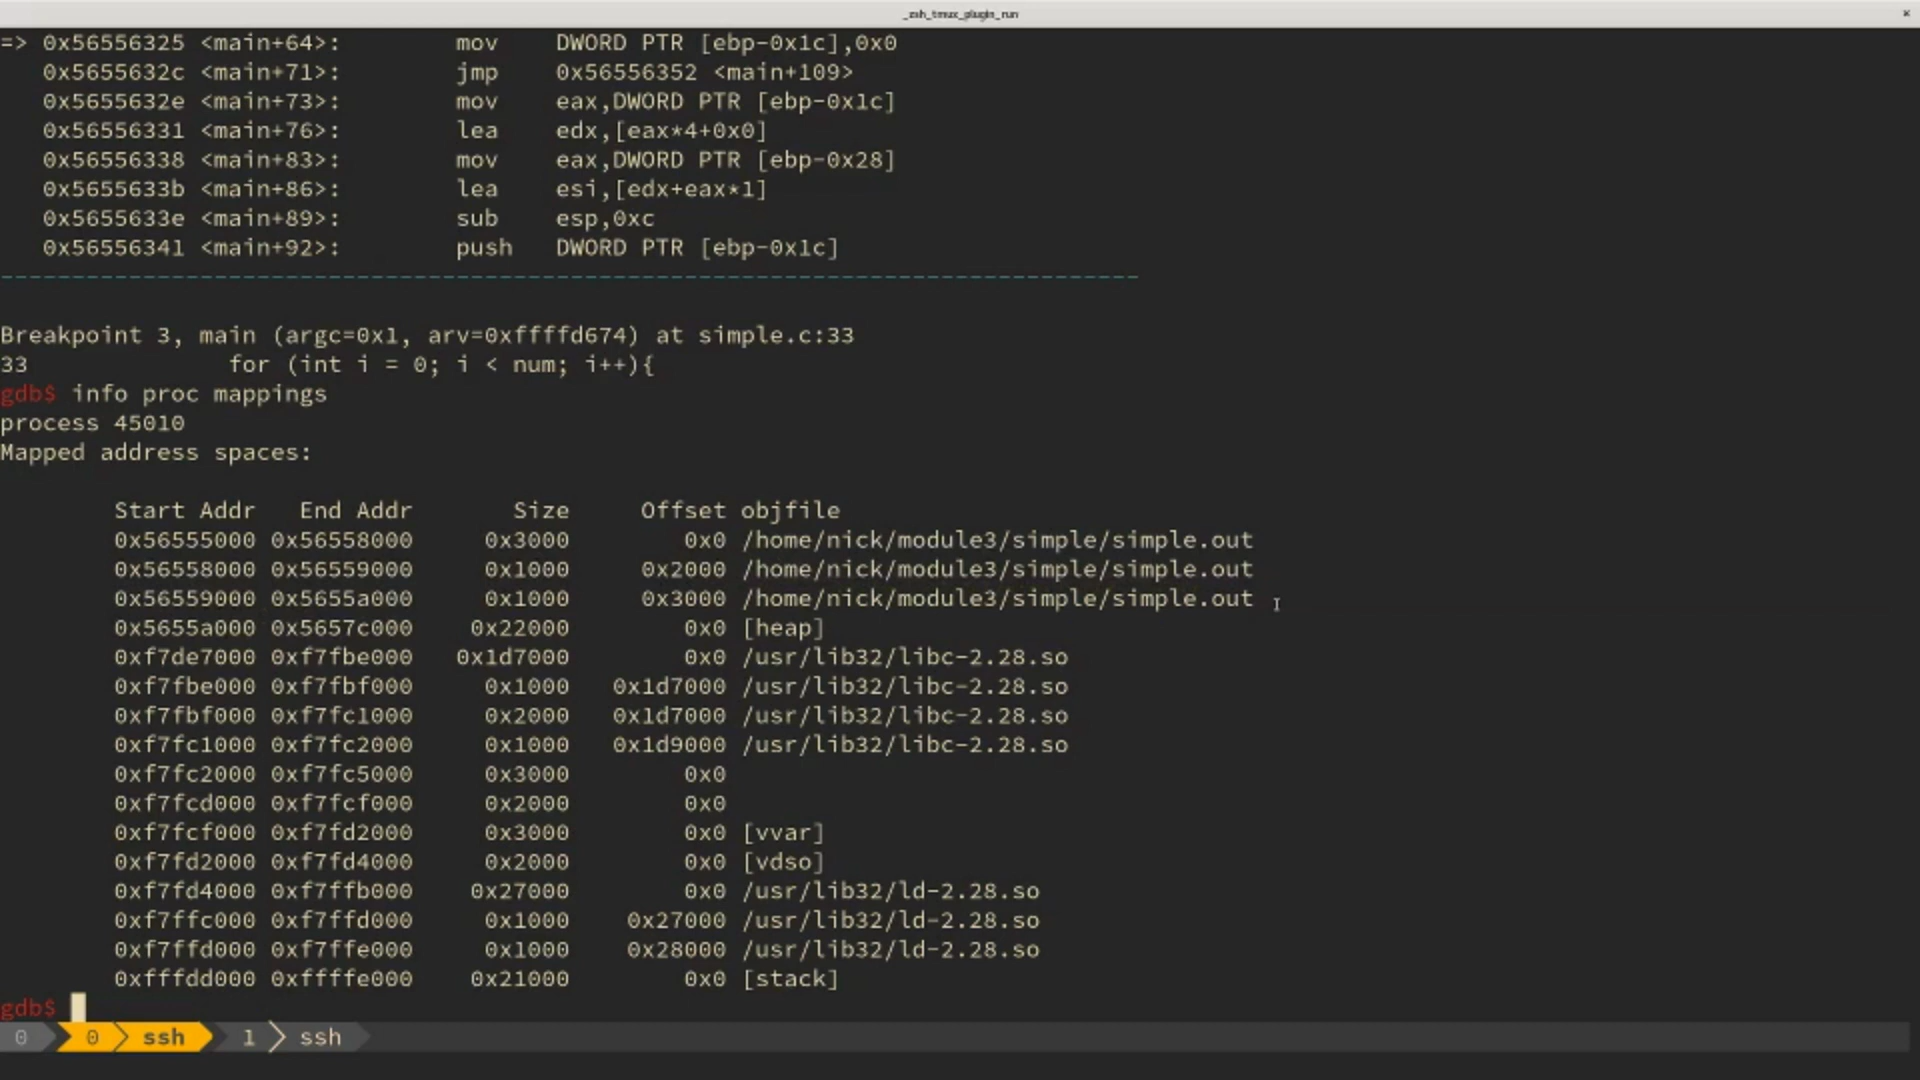 _zsh_tmux_plugin_run ×
=> 0x56556325 <main+64>: mov DWORD PTR [ebp-0x1c],0x0
0x5655632c <main+71>: jmp 0x56556352 <main+109>
0x5655632e <main+73>: mov eax,DWORD PTR [ebp-0x1c]
0x56556331 <main+76>: lea edx,[eax*4+0x0]
0x56556338 <main+83>: mov eax,DWORD PTR [ebp-0x28]
0x5655633b <main+86>: lea esi,[edx+eax*1]
0x5655633e <main+89>: sub esp,0xc
0x56556341 <main+92>: push DWORD PTR [ebp-0x1c]
--------------------------------------------------------------------------------
Breakpoint 3, main (argc=0x1, arv=0xffffd674) at simple.c:33
33 for (int i = 0; i < num; i++){
gdb$ info proc mappings
process 45010
Mapped address spaces:
Start Addr End Addr Size Offset objfile
0x56555000 0x56558000 0x3000 0x0 /home/nick/module3/simple/simple.out
0x56558000 0x56559000 0x1000 0x2000 /home/nick/module3/simple/simple.out
0x56559000 0x5655a000 0x1000 0x3000 /home/nick/module3/simple/simple.out
0x5655a000 0x5657c000 0x22000 0x0 [heap]
0xf7de7000 0xf7fbe000 0x1d7000 0x0 /usr/lib32/libc-2.28.so
0xf7fbe000 0xf7fbf000 0x1000 0x1d7000 /usr/lib32/libc-2.28.so
0xf7fbf000 0xf7fc1000 0x2000 0x1d7000 /usr/lib32/libc-2.28.so
0xf7fc1000 0xf7fc2000 0x1000 0x1d9000 /usr/lib32/libc-2.28.so
0xf7fc2000 0xf7fc5000 0x3000 0x0
0xf7fcd000 0xf7fcf000 0x2000 0x0
0xf7fcf000 0xf7fd2000 0x3000 0x0 [vvar]
0xf7fd2000 0xf7fd4000 0x2000 0x0 [vdso]
0xf7fd4000 0xf7ffb000 0x27000 0x0 /usr/lib32/ld-2.28.so
0xf7ffc000 0xf7ffd000 0x1000 0x27000 /usr/lib32/ld-2.28.so
0xf7ffd000 0xf7ffe000 0x1000 0x28000 /usr/lib32/ld-2.28.so
0xfffdd000 0xffffe000 0x21000 0x0 [stack]
gdb$
0 0 ssh 1 ssh